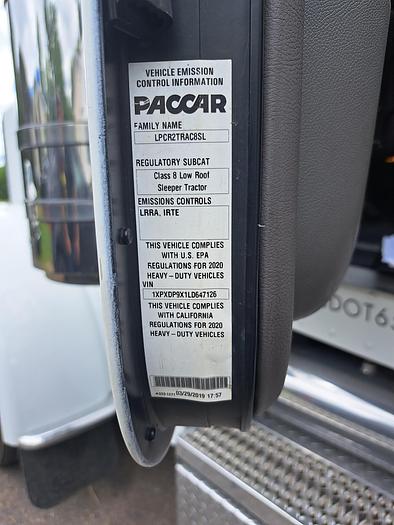 VEHICLE EMISSION
CONTROL INFORMATION
PACCAR
FAMILY NAME
LPCR2TRAC8SL
REGULATORY SUBCAT
Class 8 Low Roof
Sleeper Tractor
EMISSIONS CONTROLS
LRRA, IRTE
THIS VEHICLE COMPLIES
WITH U.S. EPA
REGULATIONS FOR 2020
HEAVY-DUTY VEHICLES
VIN
1XPXDP9X1LD647126
THIS VEHICLE COMPLIES
WITH CALIFORNIA
REGULATIONS FOR 2020
HEAVY-DUTY VEHICLES
03/29/2019 17:57
DOT63